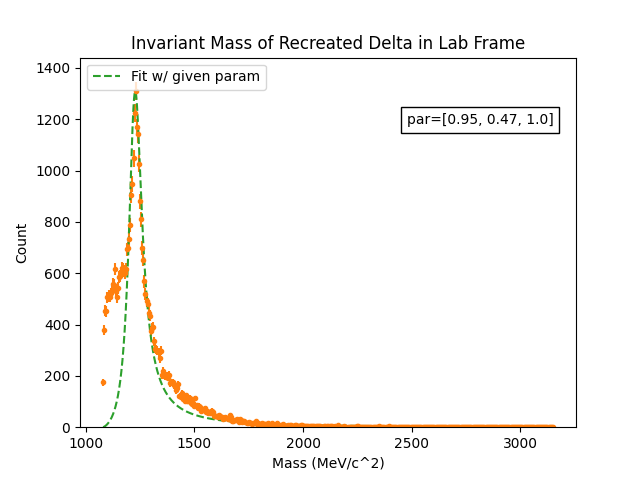 Invariant Mass of Recreated Delta in Lab Frame
Fit w/ given param
par=[0.95, 0.47, 1.0]
Count
1400
1200
1000
800
600
400
200
0
1000 1500 2000 2500 3000
Mass (MeV/c^2)